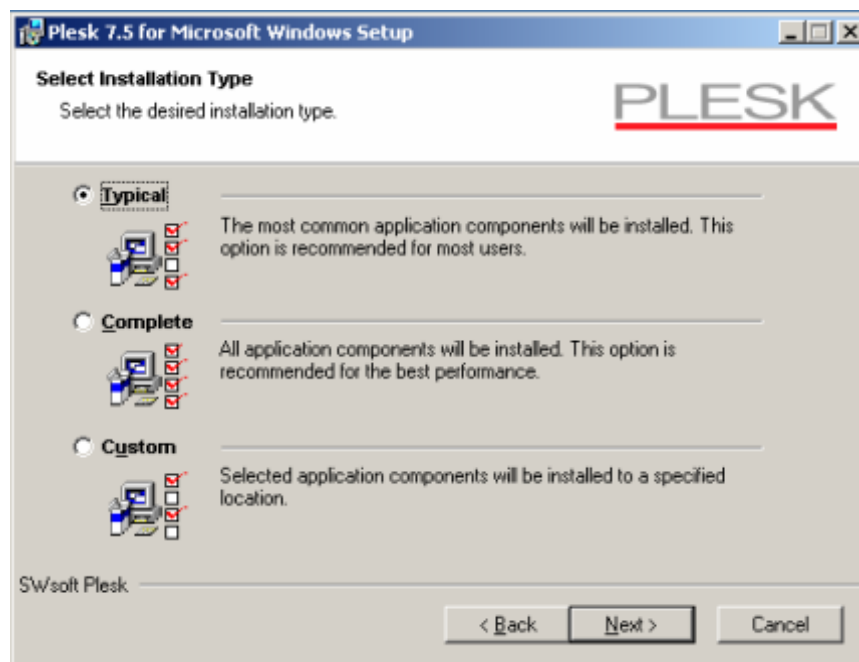 Plesk 7.5 for Microsoft Windows Setup
Select Installation Type
Select the desired installation type.
PLESK
Typical
The most common application components will be installed. This
option is recommended for most users.
Complete
All application components will be installed. This option is
recommended for the best performance.
Custom
Selected application components will be installed to a specified
location.
SWsoft Plesk
< Back
Next >
Cancel